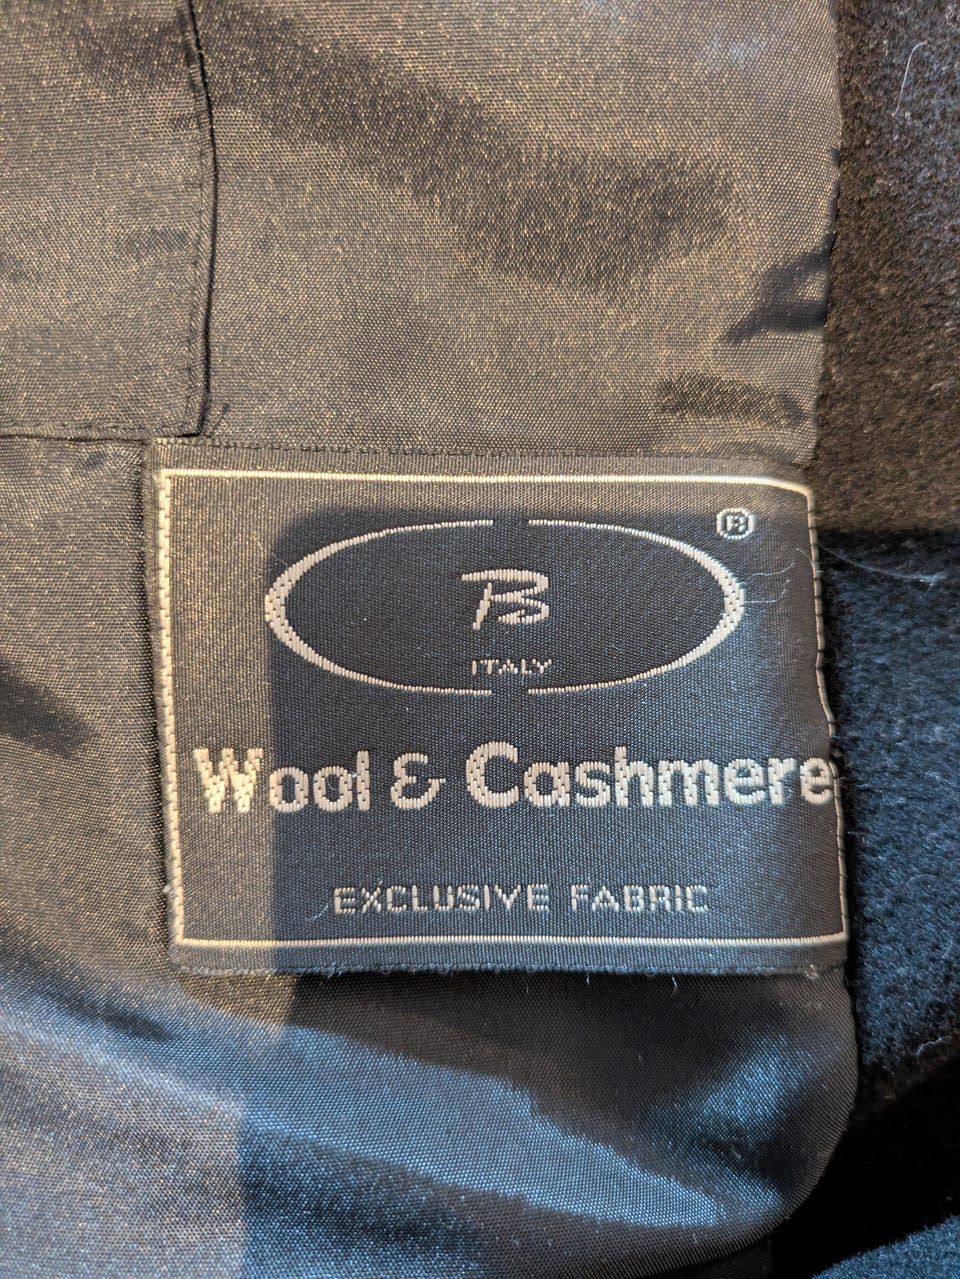 ®
B
ITALY
Wool & Cashmere
EXCLUSIVE FABRIC